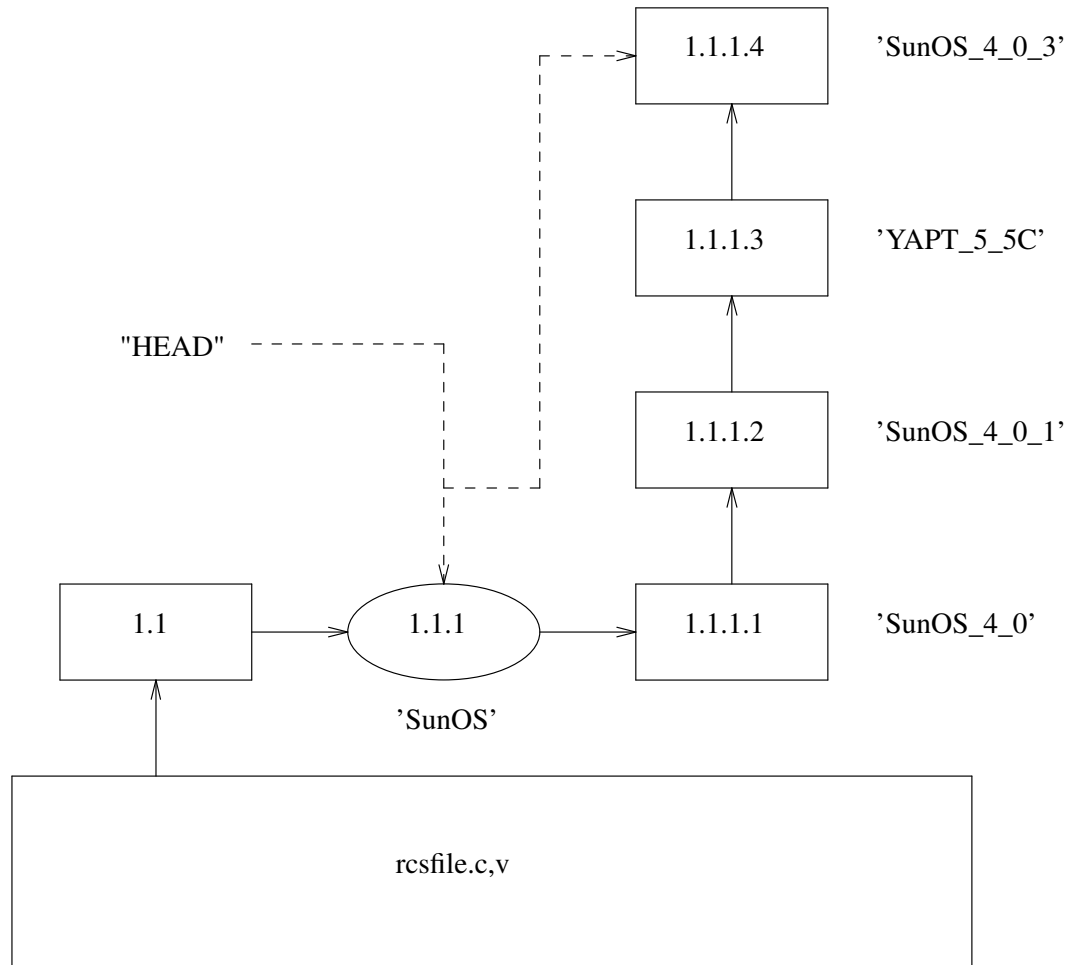 1.1.1.4 ’SunOS_4_0_3’
1.1.1.3 ’YAPT_5_5C’
"HEAD"
1.1.1.2 ’SunOS_4_0_1’
1.1 1.1.1 1.1.1.1 ’SunOS_4_0’
’SunOS’
rcsfile.c,v